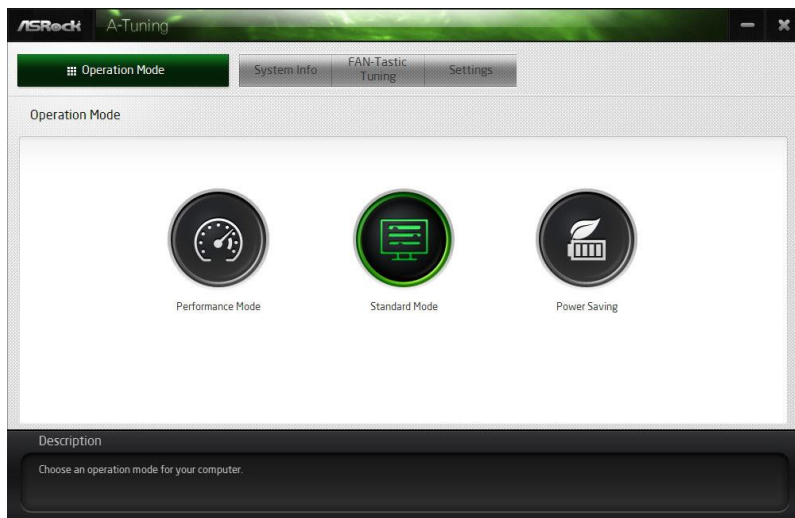 ASRock A-Tuning
Operation Mode System Info FAN-Tastic Tuning Settings
Operation Mode
Performance Mode Standard Mode Power Saving
Description
Choose an operation mode for your computer.